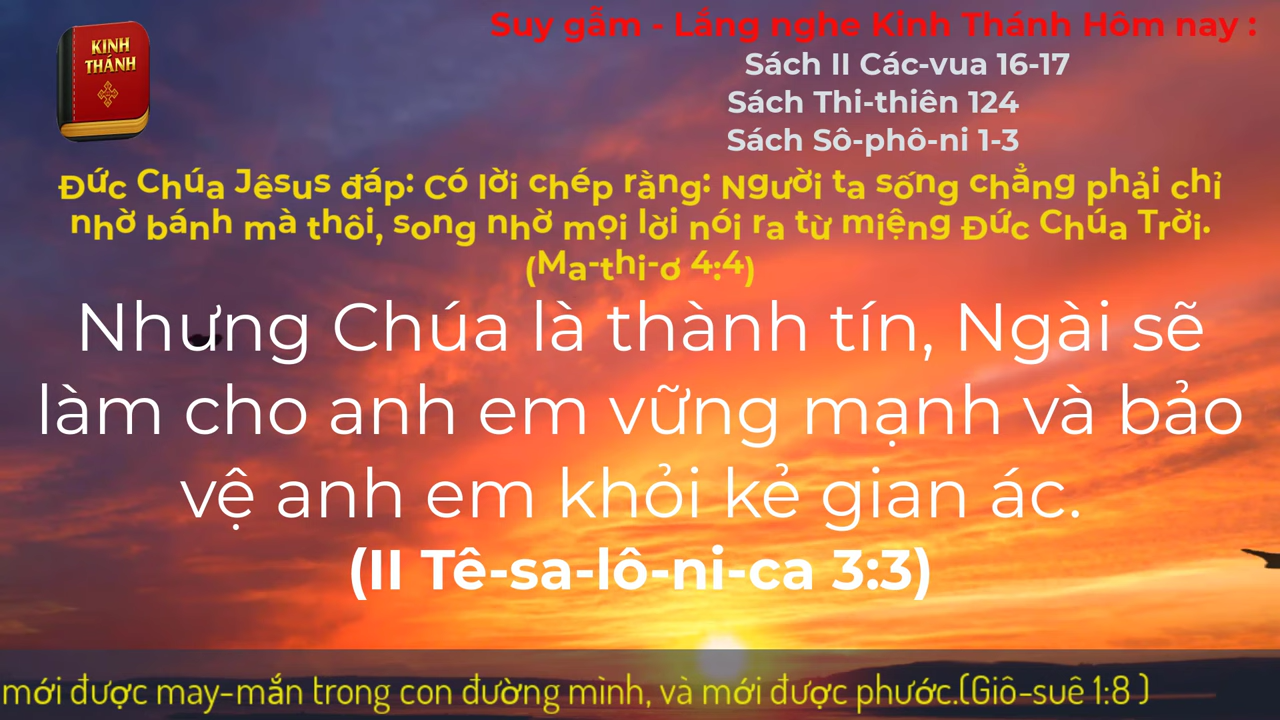 KINH
THÁNH
Suy gẫm - Lắng nghe Kinh Thánh Hôm nay :
Sách II Các-vua 16-17
Sách Thi-thiên 124
Sách Sô-phô-ni 1-3
Đức Chúa Jêsus đáp: Có lời chép rằng: Người ta sống chẳng phải chỉ
nhờ bánh mà thôi, song nhờ mọi lời nói ra từ miệng Đức Chúa Trời.
(Ma-thi-ơ 4:4)
Nhưng Chúa là thành tín, Ngài sẽ
làm cho anh em vững mạnh và bảo
vệ anh em khỏi kẻ gian ác.
(II Tê-sa-lô-ni-ca 3:3)
mới được may-mắn trong con đường mình, và mới được phước.(Giô-suê 1:8 )